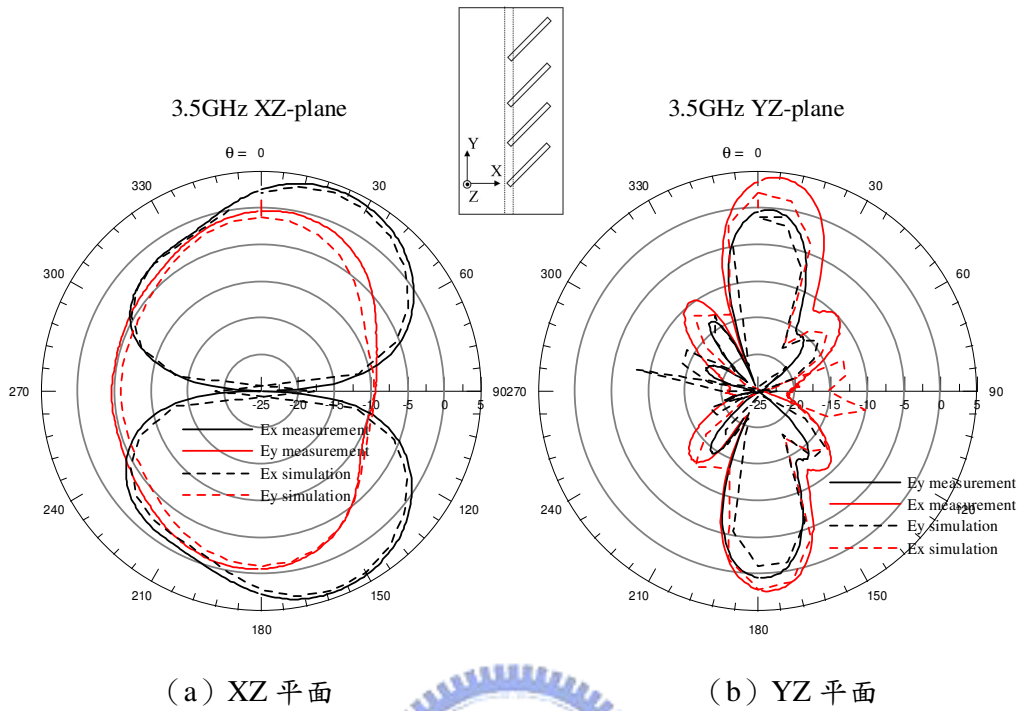 3.5GHz XZ-plane
θ = 0
30
60
90
120
150
180
210
240
270
300
330
-25
-20
-15
-10
-5
0
5
Ex measurement
Ey measurement
Ex simulation
Ey simulation
(a) XZ 平面
Y
X
Z
3.5GHz YZ-plane
θ = 0
30
60
90
120
150
180
210
240
270
300
330
-25
-20
-15
-10
-5
0
5
Ey measurement
Ex measurement
Ey simulation
Ex simulation
(b) YZ 平面